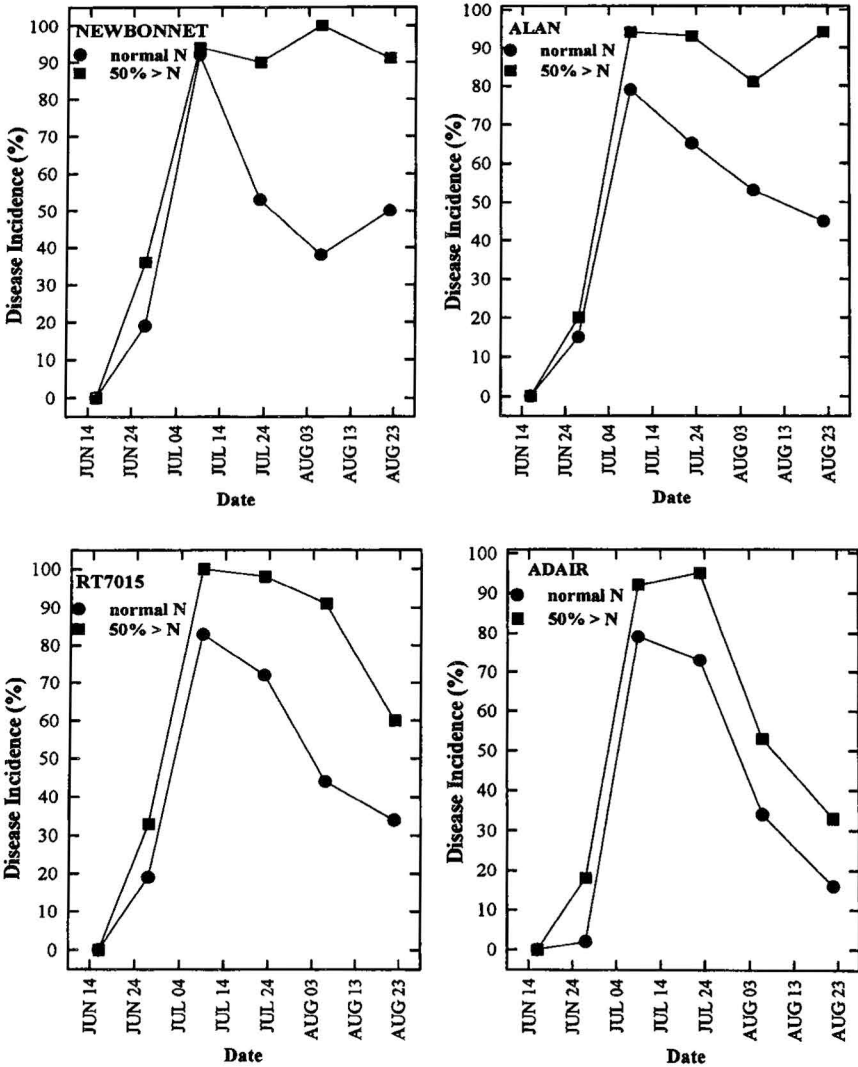 NEWBONNET
normal N
50% > N
100
90
80
70
60
50
40
30
20
10
0
Disease Incidence (%)
JUN 14
JUN 24
JUL 04
JUL 14
JUL 24
AUG 03
AUG 13
AUG 23
Date
ALAN
normal N
50% > N
100
90
80
70
60
50
40
30
20
10
0
Disease Incidence (%)
JUN 14
JUN 24
JUL 04
JUL 14
JUL 24
AUG 03
AUG 13
AUG 23
Date
RT7015
normal N
50% > N
100
90
80
70
60
50
40
30
20
10
0
Disease Incidence (%)
JUN 14
JUN 24
JUL 04
JUL 14
JUL 24
AUG 03
AUG 13
AUG 23
Date
ADAIR
normal N
50% > N
100
90
80
70
60
50
40
30
20
10
0
Disease Incidence (%)
JUN 14
JUN 24
JUL 04
JUL 14
JUL 24
AUG 03
AUG 13
AUG 23
Date